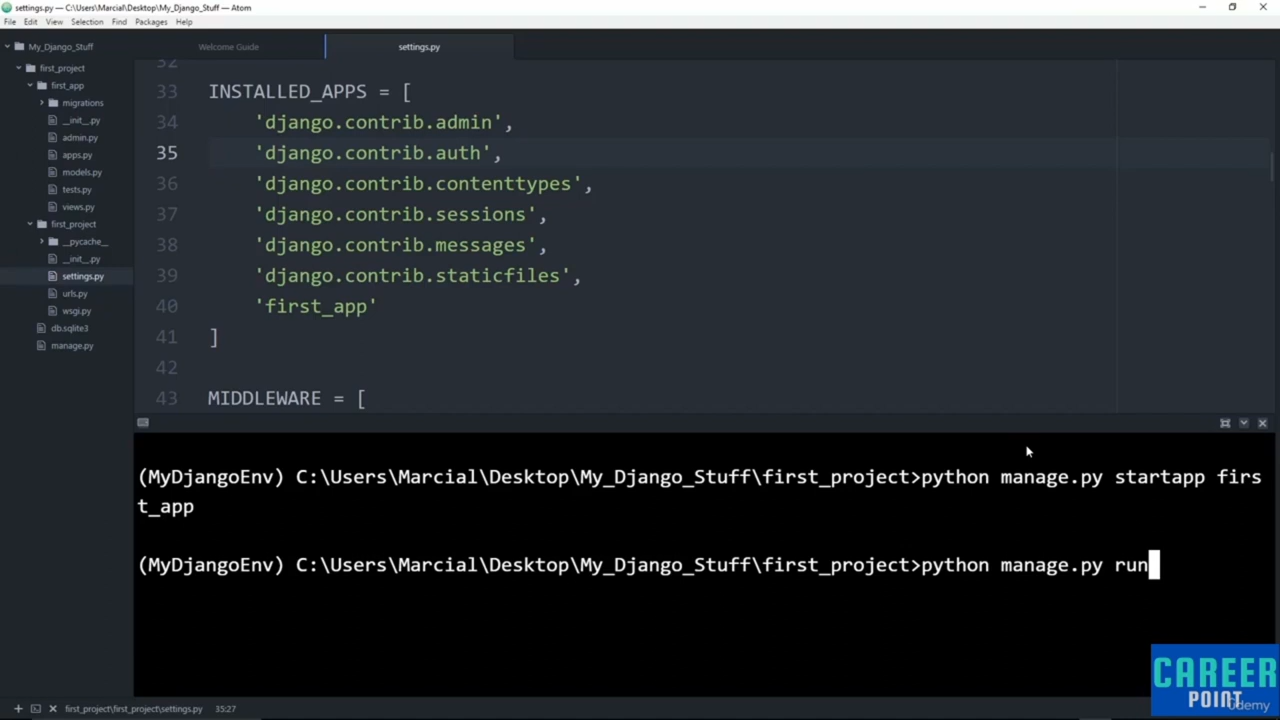 settings.py — C:\Users\Marcial\Desktop\My_Django_Stuff — Atom
File Edit View Selection Find Packages Help
My_Django_Stuff
first_project
first_app
migrations
__init__.py
admin.py
apps.py
models.py
tests.py
views.py
first_project
__pycache__
__init__.py
settings.py
urls.py
wsgi.py
db.sqlite3
manage.py
Welcome Guide
settings.py
32
33 INSTALLED_APPS = [
34 'django.contrib.admin',
35 'django.contrib.auth',
36 'django.contrib.contenttypes',
37 'django.contrib.sessions',
38 'django.contrib.messages',
39 'django.contrib.staticfiles',
40 'first_app'
41 ]
42
43 MIDDLEWARE = [
(MyDjangoEnv) C:\Users\Marcial\Desktop\My_Django_Stuff\first_project>python manage.py startapp firs
t_app
(MyDjangoEnv) C:\Users\Marcial\Desktop\My_Django_Stuff\first_project>python manage.py run
CAREER
POINT
Udemy
first_project\first_project\settings.py 35:27